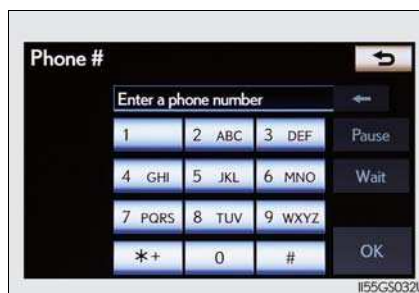 Phone #
Enter a phone number
1 2 ABC 3 DEF Pause
4 GHI 5 JKL 6 MNO Wait
7 PQRS 8 TUV 9 WXYZ
*+ 0 # OK
II55GS032